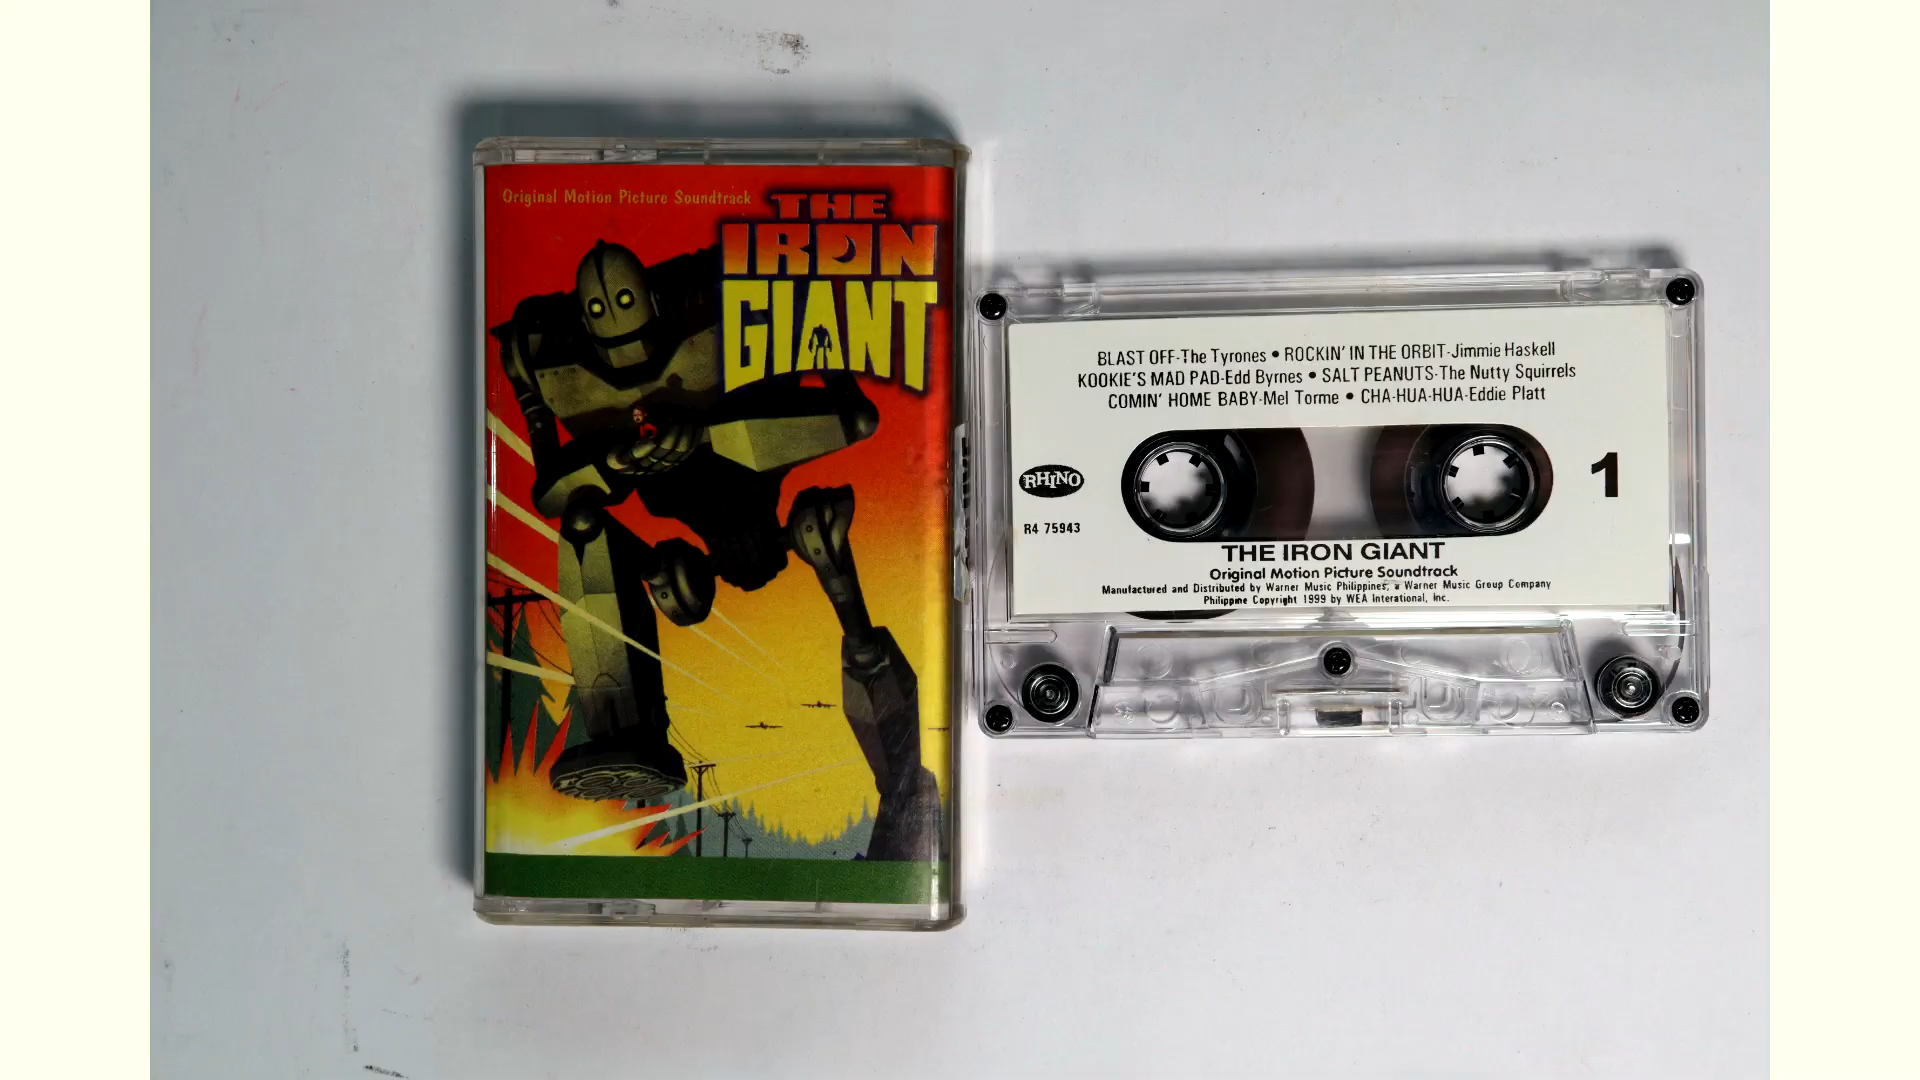 Original Motion Picture Soundtrack
THE
IRON
GIANT
BLAST OFF-The Tyrones • ROCKIN' IN THE ORBIT-Jimmie Haskell
KOOKIE'S MAD PAD-Edd Byrnes • SALT PEANUTS-The Nutty Squirrels
COMIN' HOME BABY-Mel Torme • CHA-HUA-HUA-Eddie Platt
RHINO
1
R4 75943
THE IRON GIANT
Original Motion Picture Soundtrack
Manufactured and Distributed by Warner Music Philippines, a Warner Music Group Company
Philippine Copyright 1999 by WEA Interational, Inc.